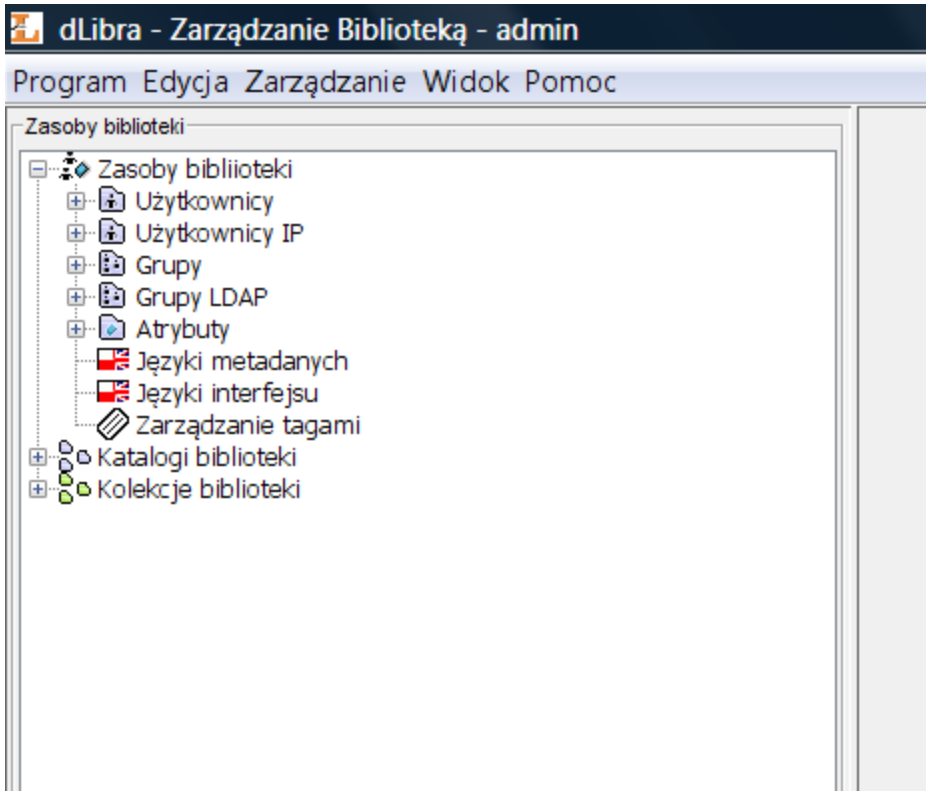 dLibra - Zarządzanie Biblioteką - admin
Program Edycja Zarządzanie Widok Pomoc
Zasoby biblioteki
Zasoby bibliioteki
Użytkownicy
Użytkownicy IP
Grupy
Grupy LDAP
Atrybuty
Języki metadanych
Języki interfejsu
Zarządzanie tagami
Katalogi biblioteki
Kolekcje biblioteki